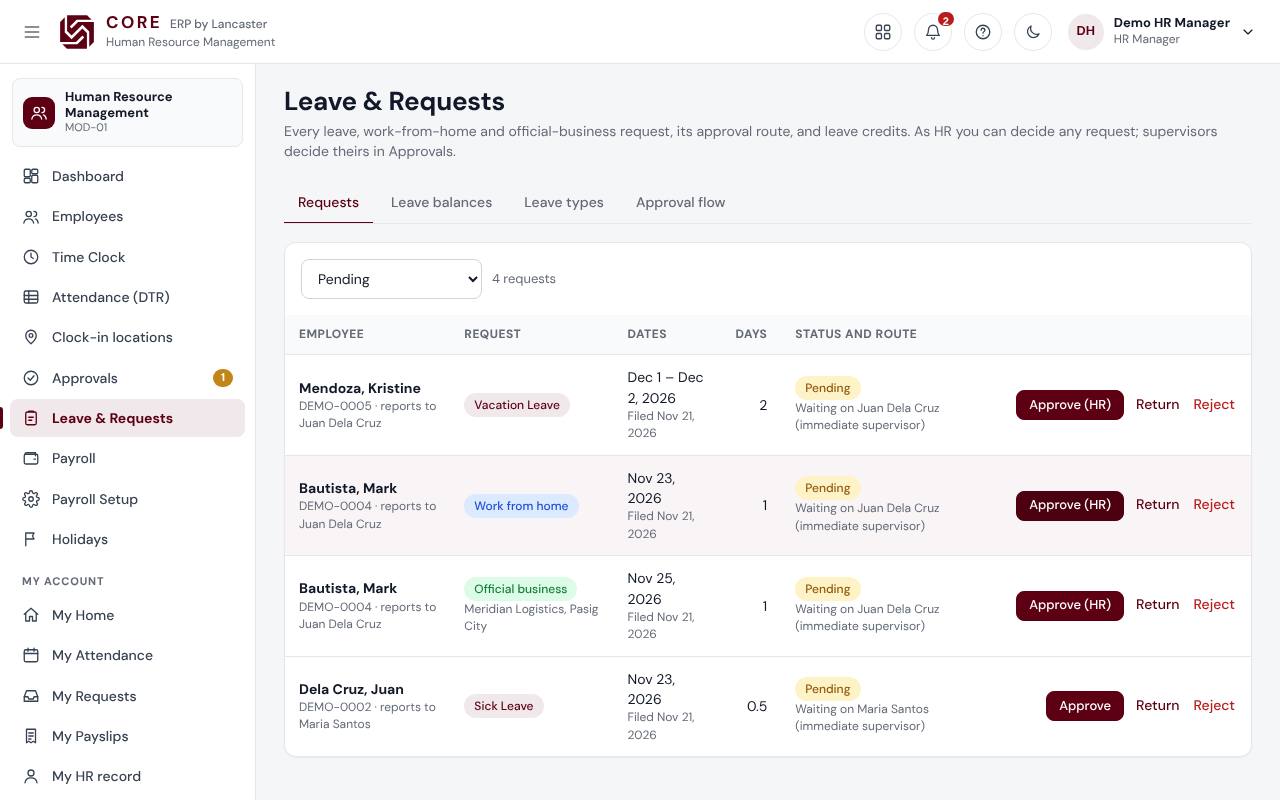 CORE ERP by Lancaster
Human Resource Management
2
DH
Demo HR Manager
HR Manager
Human Resource
Management
MOD-01
Dashboard
Employees
Time Clock
Attendance (DTR)
Clock-in locations
Approvals 1
Leave & Requests
Payroll
Payroll Setup
Holidays
MY ACCOUNT
My Home
My Attendance
My Requests
My Payslips
My HR record
Leave & Requests
Every leave, work-from-home and official-business request, its approval route, and leave credits. As HR you can decide any request; supervisors
decide theirs in Approvals.
Requests Leave balances Leave types Approval flow
Pending 4 requests
EMPLOYEE REQUEST DATES DAYS STATUS AND ROUTE
Mendoza, Kristine
DEMO-0005 · reports to
Juan Dela Cruz
Vacation Leave
Dec 1 – Dec
2, 2026
Filed Nov 21,
2026
2
Pending
Waiting on Juan Dela Cruz
(immediate supervisor)
Approve (HR) Return Reject
Bautista, Mark
DEMO-0004 · reports to
Juan Dela Cruz
Work from home
Nov 23,
2026
Filed Nov 21,
2026
1
Pending
Waiting on Juan Dela Cruz
(immediate supervisor)
Approve (HR) Return Reject
Bautista, Mark
DEMO-0004 · reports to
Juan Dela Cruz
Official business
Meridian Logistics, Pasig
City
Nov 25,
2026
Filed Nov 21,
2026
1
Pending
Waiting on Juan Dela Cruz
(immediate supervisor)
Approve (HR) Return Reject
Dela Cruz, Juan
DEMO-0002 · reports to
Maria Santos
Sick Leave
Nov 23,
2026
Filed Nov 21,
2026
0.5
Pending
Waiting on Maria Santos
(immediate supervisor)
Approve Return Reject